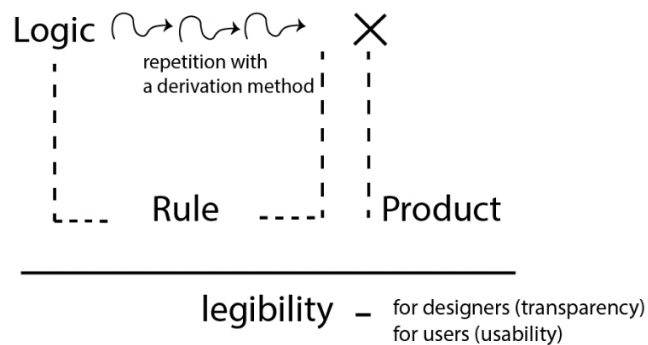 Logic
repetition with
a derivation method
Rule
Product
legibility – for designers (transparency)
for users (usability)